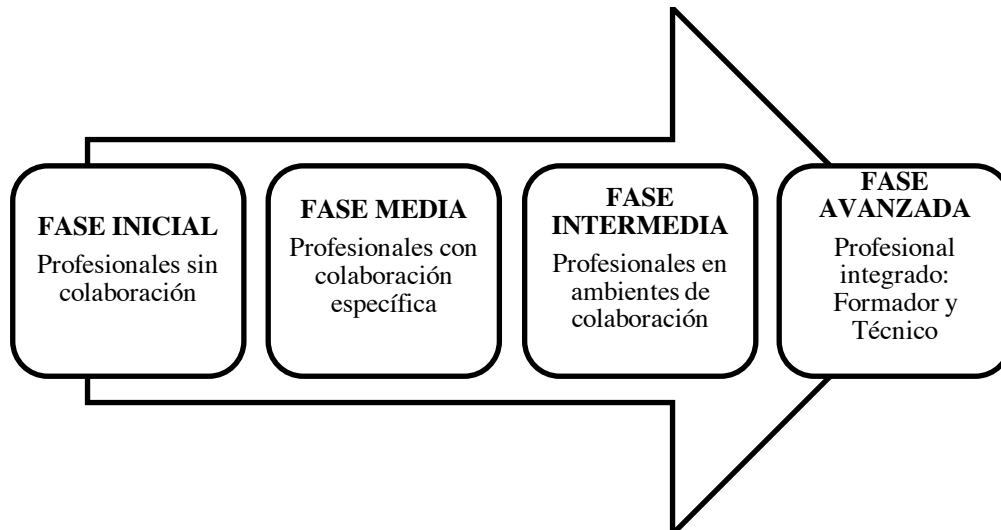 FASE INICIAL
Profesionales sin
colaboración
FASE MEDIA
Profesionales con
colaboración
específica
FASE
INTERMEDIA
Profesionales en
ambientes de
colaboración
FASE
AVANZADA
Profesional
integrado:
Formador y
Técnico